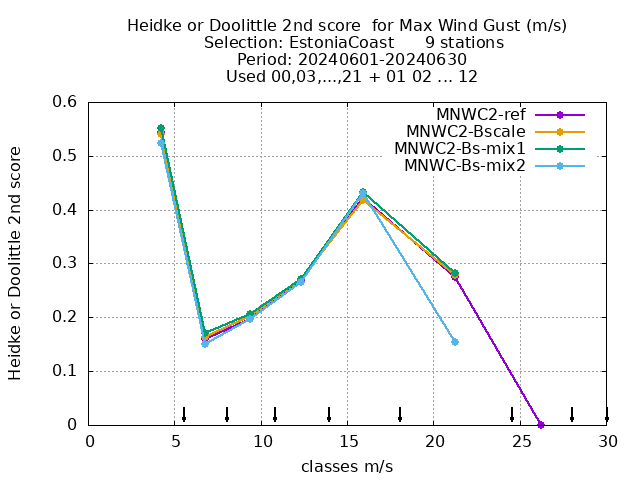 Heidke or Doolittle 2nd score  for Max Wind Gust (m/s)
Selection: EstoniaCoast      9 stations
Period: 20240601-20240630
Used 00,03,...,21 + 01 02 ... 12
Heidke or Doolittle 2nd score
0.6
0.5
0.4
0.3
0.2
0.1
0
MNWC2-ref
MNWC2-Bscale
MNWC2-Bs-mix1
MNWC-Bs-mix2
0 5 10 15 20 25 30
classes m/s